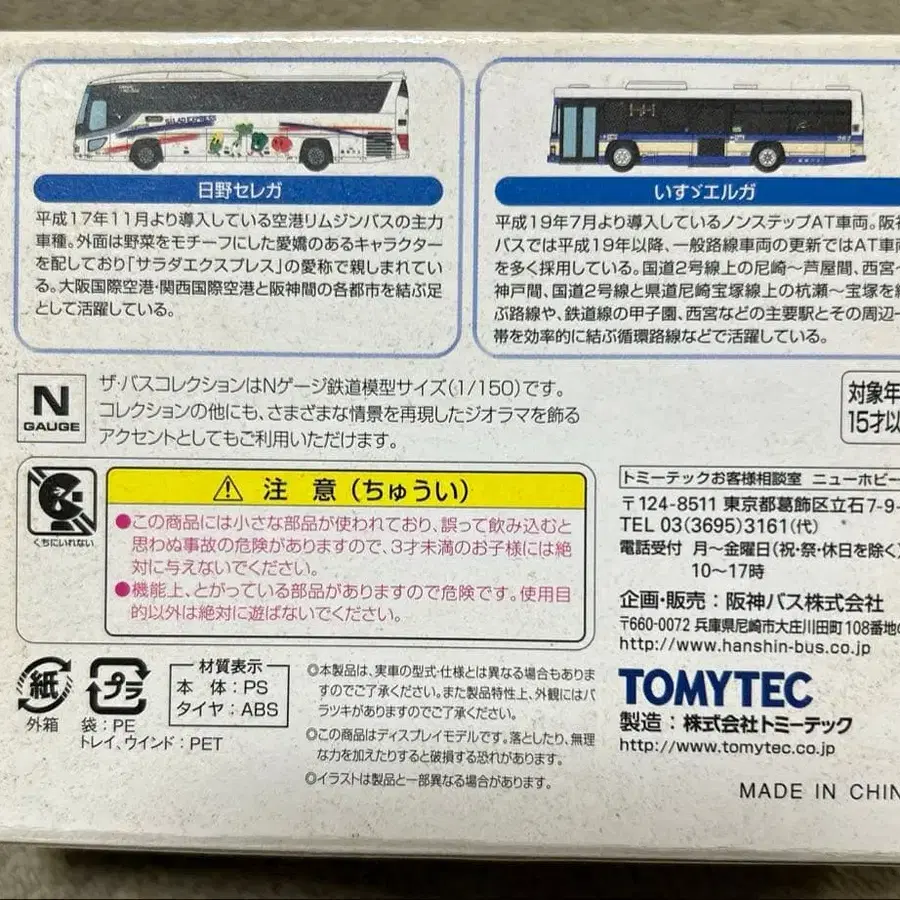 日野セレガ
平成17年11月より導入している空港リムジンバスの主力
車種。外面は野菜をモチーフにした愛嬌のあるキャラクター
を配しており「サラダエクスプレス」の愛称で親しまれてい
る。大阪国際空港・関西国際空港と阪神間の各都市を結ぶ足
として活躍している。
いすゞエルガ
平成19年7月より導入しているノンステップAT車両。阪神
バスでは平成19年以降、一般路線車両の更新ではAT車両
を多く採用している。国道2号線上の尼崎〜芦屋間、西宮〜
神戸間、国道2号線と県道尼崎宝塚線上の杭瀬〜宝塚を結
ぶ路線や、鉄道線の甲子園、西宮などの主要駅とその周辺一
帯を効率的に結ぶ循環路線などで活躍している。
N
GAUGE
ザ・バスコレクションはNゲージ鉄道模型サイズ(1/150)です。
コレクションの他にも、さまざまな情景を再現したジオラマを飾る
アクセントとしてもご利用いただけます。
対象年
15才以
くちにいれない
注 意(ちゅうい)
●この商品には小さな部品が使われており、誤って飲み込むと
思わぬ事故の危険がありますので、3才未満のお子様には絶
対に与えないでください。
●機能上、とがっている部品がありますので危険です。使用目
的以外は絶対に遊ばないでください。
トミーテックお客様相談室 ニューホビー
〒124-8511 東京都葛飾区立石7-9-
TEL 03(3695)3161(代)
電話受付 月〜金曜日(祝・祭・休日を除く)
10〜17時
企画・販売：阪神バス株式会社
〒660-0072 兵庫県尼崎市大庄川田町108番地の
http://www.hanshin-bus.co.jp
TOMYTEC
製造：株式会社トミーテック
http://www.tomytec.co.jp
MADE IN CHIN
紙
外箱
プラ
袋：PE
トレイ、ウインド：PET
材質表示
本 体：PS
タイヤ：ABS
◎本製品は、実車の型式・仕様とは異なる場合もありま
すのでご了承ください。また製品特性上、外観にはバ
ラツキがありますのでご了承ください。
◎この商品はディスプレイモデルです。落としたり、無理
な力を加えたりすると破損する恐れがあります。
◎イラストは製品と一部異なる場合があります。